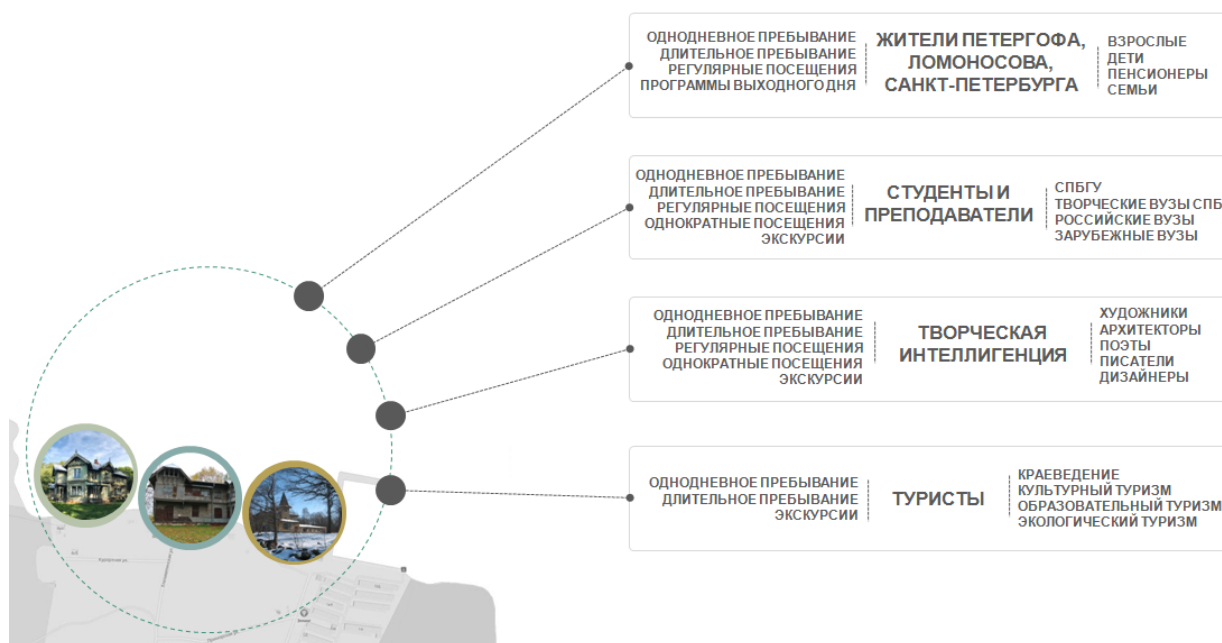 ОДНОДНЕВНОЕ ПРЕБЫВАНИЕ
ДЛИТЕЛЬНОЕ ПРЕБЫВАНИЕ
РЕГУЛЯРНЫЕ ПОСЕЩЕНИЯ
ПРОГРАММЫ ВЫХОДНОГО ДНЯ
ЖИТЕЛИ ПЕТЕРГОФА,
ЛОМОНОСОВА,
САНКТ-ПЕТЕРБУРГА
ВЗРОСЛЫЕ
ДЕТИ
ПЕНСИОНЕРЫ
СЕМЬИ
ОДНОДНЕВНОЕ ПРЕБЫВАНИЕ
ДЛИТЕЛЬНОЕ ПРЕБЫВАНИЕ
РЕГУЛЯРНЫЕ ПОСЕЩЕНИЯ
ОДНОКРАТНЫЕ ПОСЕЩЕНИЯ
ЭКСКУРСИИ
СТУДЕНТЫ И
ПРЕПОДАВАТЕЛИ
СПБГУ
ТВОРЧЕСКИЕ ВУЗЫ СПБ
РОССИЙСКИЕ ВУЗЫ
ЗАРУБЕЖНЫЕ ВУЗЫ
ОДНОДНЕВНОЕ ПРЕБЫВАНИЕ
ДЛИТЕЛЬНОЕ ПРЕБЫВАНИЕ
РЕГУЛЯРНЫЕ ПОСЕЩЕНИЯ
ОДНОКРАТНЫЕ ПОСЕЩЕНИЯ
ЭКСКУРСИИ
ТВОРЧЕСКАЯ
ИНТЕЛЛИГЕНЦИЯ
ХУДОЖНИКИ
АРХИТЕКТОРЫ
ПОЭТЫ
ПИСАТЕЛИ
ДИЗАЙНЕРЫ
ОДНОДНЕВНОЕ ПРЕБЫВАНИЕ
ДЛИТЕЛЬНОЕ ПРЕБЫВАНИЕ
ЭКСКУРСИИ
ТУРИСТЫ
КРАЕВЕДЕНИЕ
КУЛЬТУРНЫЙ ТУРИЗМ
ОБРАЗОВАТЕЛЬНЫЙ ТУРИЗМ
ЭКОЛОГИЧЕСКИЙ ТУРИЗМ